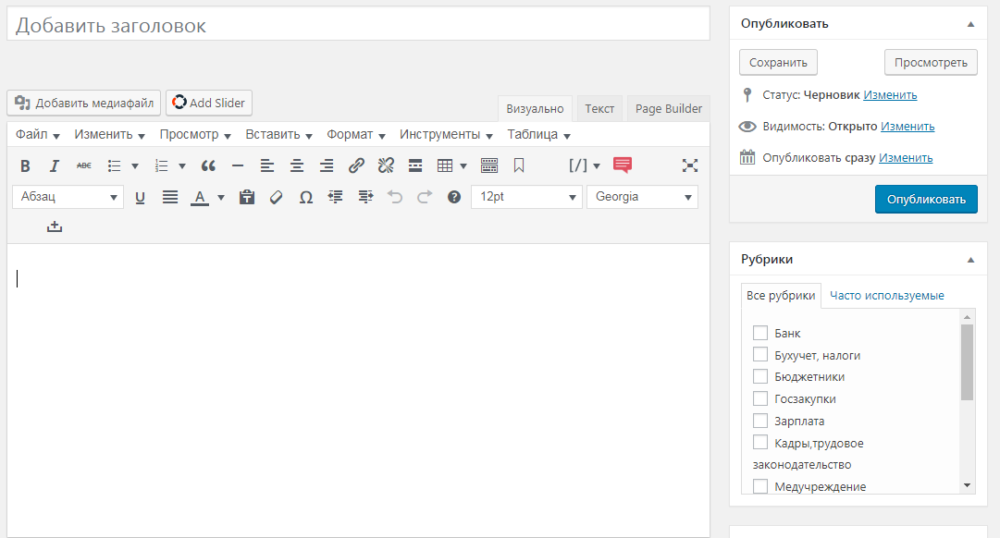 Добавить заголовок
Добавить медиафайл Add Slider
Визуально Текст Page Builder
Файл Изменить Просмотр Вставить Формат Инструменты Таблица
B I ABC [/]
Абзац U A Ω ? 12pt Georgia
Опубликовать
Сохранить Просмотреть
Статус: Черновик Изменить
Видимость: Открыто Изменить
Опубликовать сразу Изменить
Опубликовать
Рубрики
Все рубрики Часто используемые
Банк
Бухучет, налоги
Бюджетники
Госзакупки
Зарплата
Кадры,трудовое
законодательство
Медучреждение